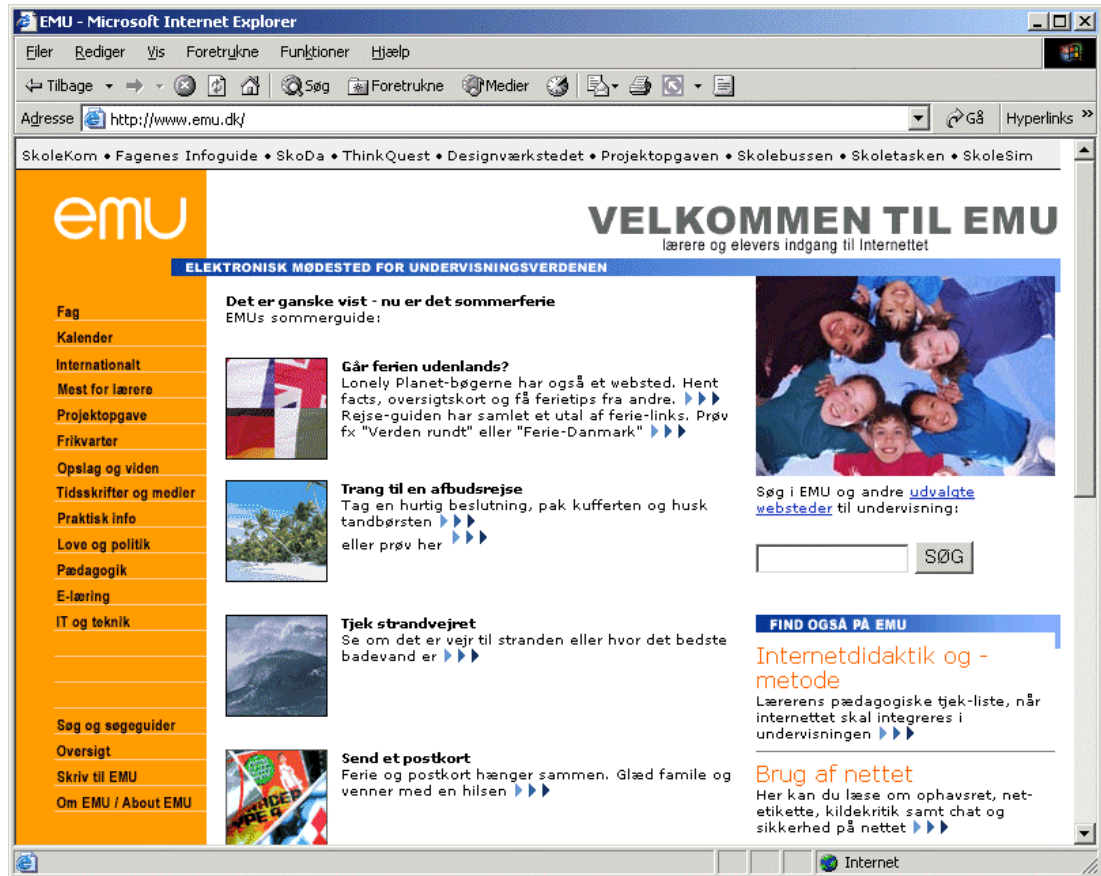 EMU - Microsoft Internet Explorer
Filer Rediger Vis Foretrukne Funktioner Hjælp
Tilbage Søg Foretrukne Medier
Adresse http://www.emu.dk/ Gå Hyperlinks »
SkoleKom • Fagenes Infoguide • SkoDa • ThinkQuest • Designværkstedet • Projektopgaven • Skolebussen • Skoletasken • SkoleSim
emu
VELKOMMEN TIL EMU
lærere og elevers indgang til Internettet
ELEKTRONISK MØDESTED FOR UNDERVISNINGSVERDENEN
Fag
Kalender
Internationalt
Mest for lærere
Projektopgave
Frikvarter
Opslag og viden
Tidsskrifter og medier
Praktisk info
Love og politik
Pædagogik
E-læring
IT og teknik
Søg og søgeguider
Oversigt
Skriv til EMU
Om EMU / About EMU
Det er ganske vist - nu er det sommerferie
EMUs sommerguide:
Går ferien udenlands?
Lonely Planet-bøgerne har også et websted. Hent
facts, oversigtskort og få ferietips fra andre.
Rejse-guiden har samlet et utal af ferie-links. Prøv
fx "Verden rundt" eller "Ferie-Danmark"
Trang til en afbudsrejse
Tag en hurtig beslutning, pak kufferten og husk
tandbørsten
eller prøv her
Tjek strandvejret
Se om det er vejr til stranden eller hvor det bedste
badevand er
Send et postkort
Ferie og postkort hænger sammen. Glæd famile og
venner med en hilsen
Søg i EMU og andre udvalgte
websteder til undervisning:
SØG
FIND OGSÅ PÅ EMU
Internetdidaktik og -
metode
Lærerens pædagogiske tjek-liste, når
internettet skal integreres i
undervisningen
Brug af nettet
Her kan du læse om ophavsret, net-
etikette, kildekritik samt chat og
sikkerhed på nettet
Internet